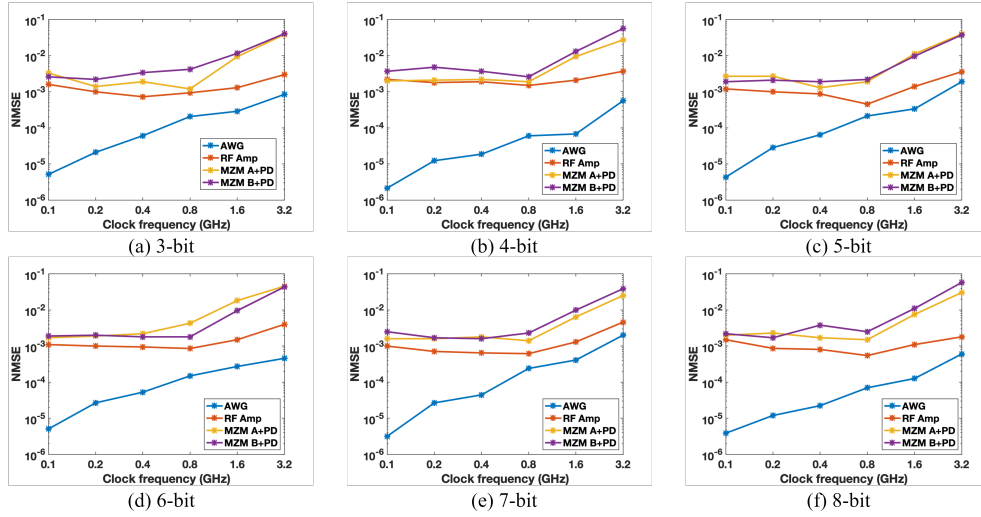 10^-1
10^-2
10^-3
10^-4
10^-5
10^-6
NMSE
AWG
RF Amp
MZM A+PD
MZM B+PD
0.1 0.2 0.4 0.8 1.6 3.2
Clock frequency (GHz)
(a) 3-bit
10^-1
10^-2
10^-3
10^-4
10^-5
10^-6
NMSE
AWG
RF Amp
MZM A+PD
MZM B+PD
0.1 0.2 0.4 0.8 1.6 3.2
Clock frequency (GHz)
(b) 4-bit
10^-1
10^-2
10^-3
10^-4
10^-5
10^-6
NMSE
AWG
RF Amp
MZM A+PD
MZM B+PD
0.1 0.2 0.4 0.8 1.6 3.2
Clock frequency (GHz)
(c) 5-bit
10^-1
10^-2
10^-3
10^-4
10^-5
10^-6
NMSE
AWG
RF Amp
MZM A+PD
MZM B+PD
0.1 0.2 0.4 0.8 1.6 3.2
Clock frequency (GHz)
(d) 6-bit
10^-1
10^-2
10^-3
10^-4
10^-5
10^-6
NMSE
AWG
RF Amp
MZM A+PD
MZM B+PD
0.1 0.2 0.4 0.8 1.6 3.2
Clock frequency (GHz)
(e) 7-bit
10^-1
10^-2
10^-3
10^-4
10^-5
10^-6
NMSE
AWG
RF Amp
MZM A+PD
MZM B+PD
0.1 0.2 0.4 0.8 1.6 3.2
Clock frequency (GHz)
(f) 8-bit